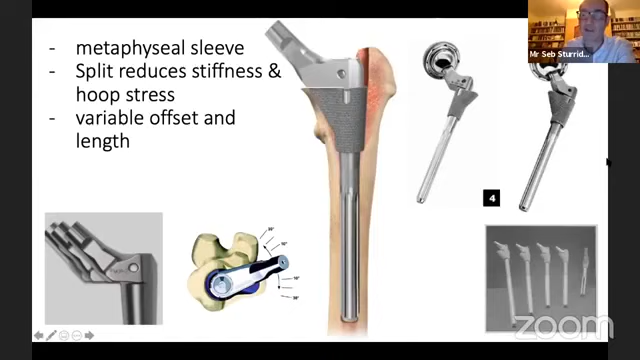 - metaphyseal sleeve
- Split reduces stiffness &
hoop stress
- variable offset and
length
Mr Seb Sturrid...
4
zoom